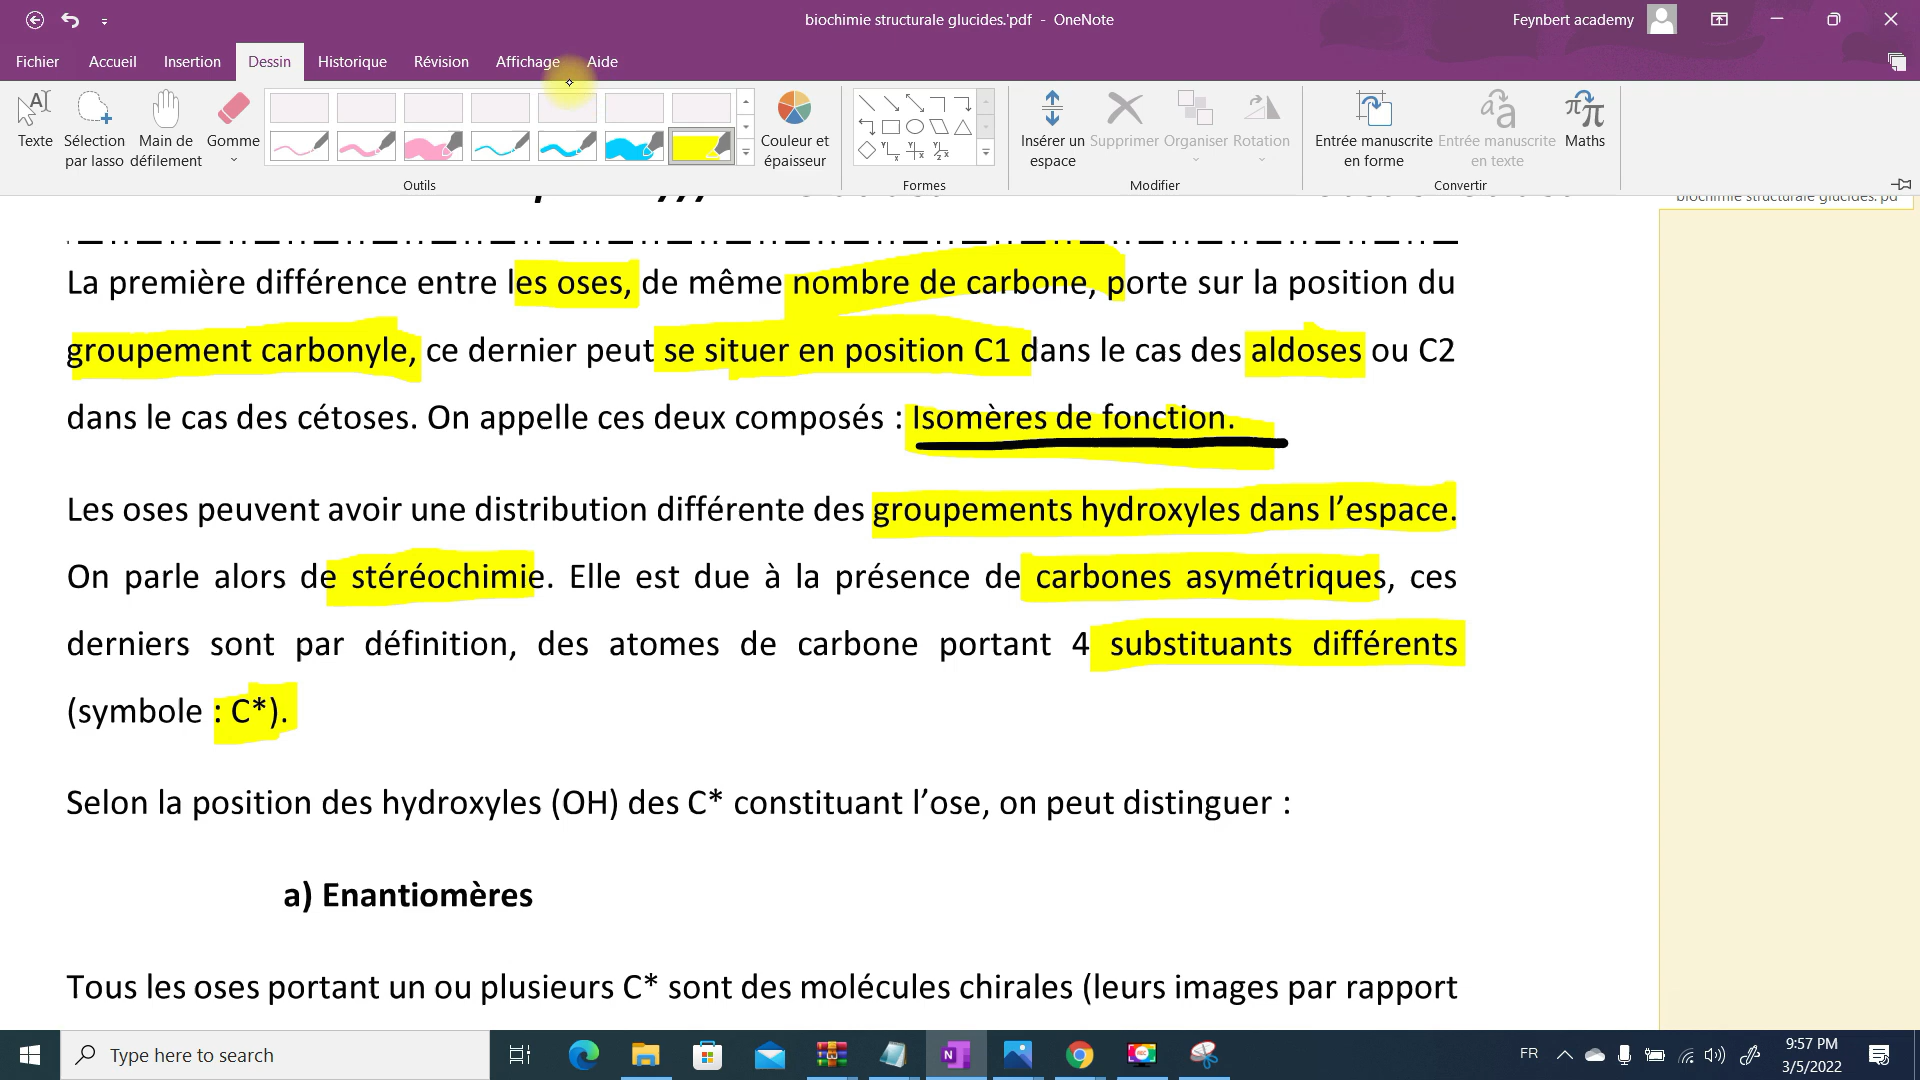 biochimie structurale glucides.'pdf - OneNote
Feynbert academy
Fichier Accueil Insertion Dessin Historique Révision Affichage Aide
Texte
Sélection par lasso
Main de défilement
Gomme
Couleur et épaisseur
Insérer un espace
Supprimer
Organiser
Rotation
Entrée manuscrite en forme
Entrée manuscrite en texte
Maths
Outils Formes Modifier Convertir
biochimie structurale glucides.'pd
La première différence entre les oses, de même nombre de carbone, porte sur la position du
groupement carbonyle, ce dernier peut se situer en position C1 dans le cas des aldoses ou C2
dans le cas des cétoses. On appelle ces deux composés : Isomères de fonction.
Les oses peuvent avoir une distribution différente des groupements hydroxyles dans l’espace.
On parle alors de stéréochimie. Elle est due à la présence de carbones asymétriques, ces
derniers sont par définition, des atomes de carbone portant 4 substituants différents
(symbole : C*).
Selon la position des hydroxyles (OH) des C* constituant l’ose, on peut distinguer :
a) Enantiomères
Tous les oses portant un ou plusieurs C* sont des molécules chirales (leurs images par rapport
Type here to search
FR
9:57 PM
3/5/2022